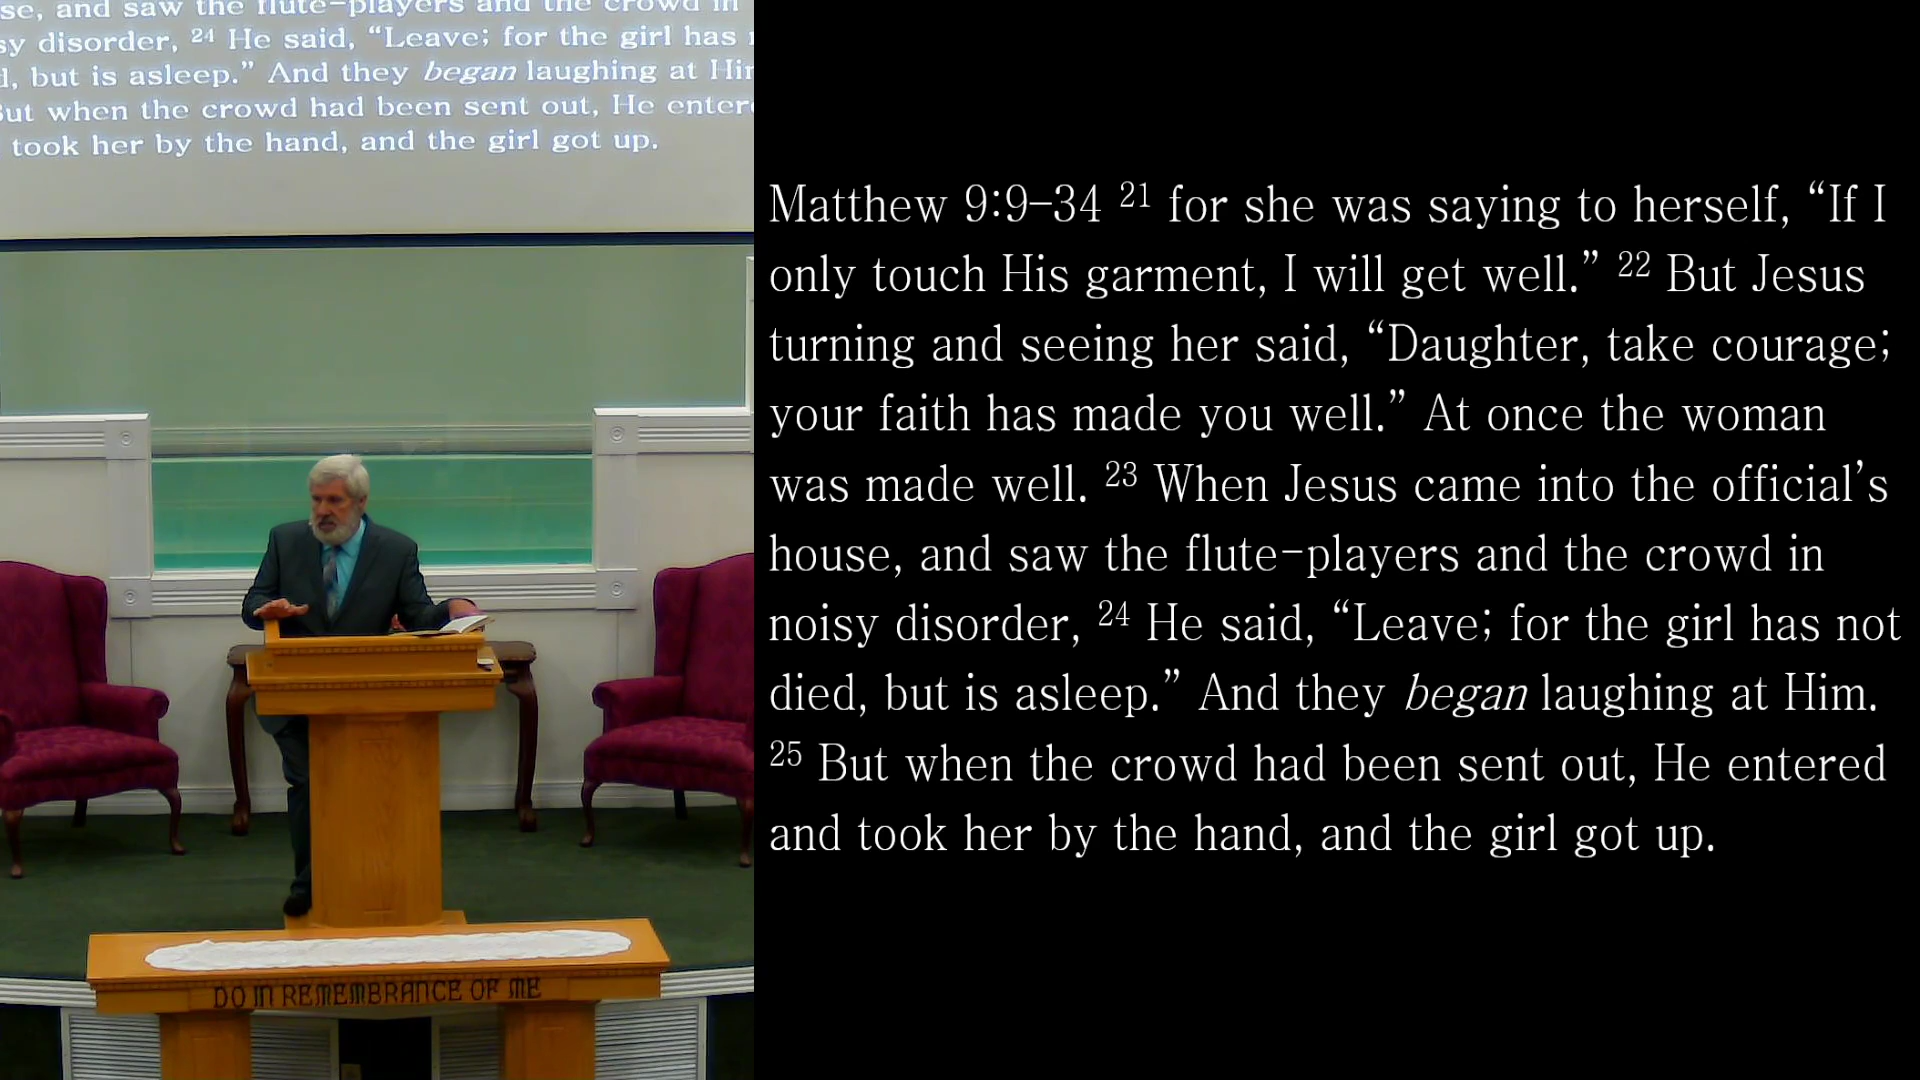 se, and saw the flute-players and the crowd in
sy disorder, 24 He said, “Leave; for the girl has
d, but is asleep.” And they began laughing at Him
But when the crowd had been sent out, He entere
took her by the hand, and the girl got up.
Matthew 9:9–34 21 for she was saying to herself, “If I
only touch His garment, I will get well.” 22 But Jesus
turning and seeing her said, “Daughter, take courage;
your faith has made you well.” At once the woman
was made well. 23 When Jesus came into the official’s
house, and saw the flute-players and the crowd in
noisy disorder, 24 He said, “Leave; for the girl has not
died, but is asleep.” And they began laughing at Him.
25 But when the crowd had been sent out, He entered
and took her by the hand, and the girl got up.
DO IN REMEMBRANCE OF ME